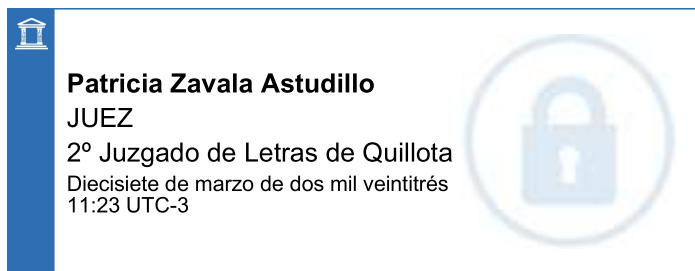 Patricia Zavala Astudillo
JUEZ
2º Juzgado de Letras de Quillota
Diecisiete de marzo de dos mil veintitrés
11:23 UTC-3